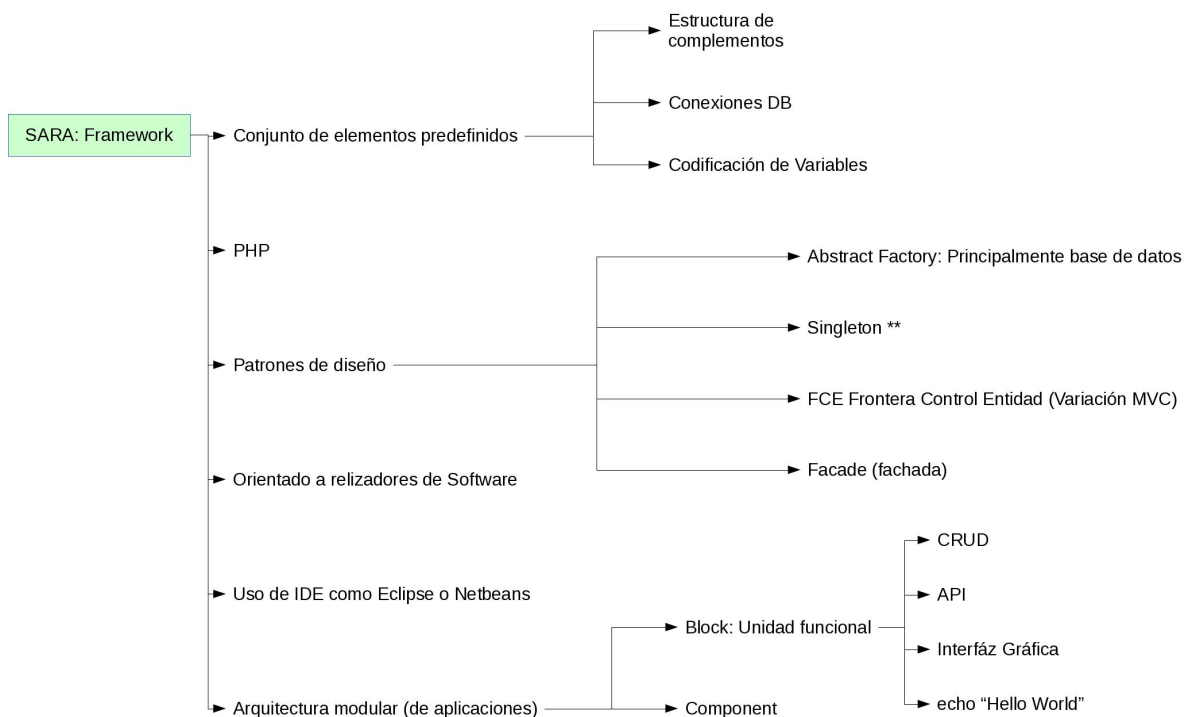 SARA: Framework
Conjunto de elementos predefinidos
Estructura de
complementos
Conexiones DB
Codificación de Variables
PHP
Patrones de diseño
Abstract Factory: Principalmente base de datos
Singleton **
FCE Frontera Control Entidad (Variación MVC)
Facade (fachada)
Orientado a relizadores de Software
Uso de IDE como Eclipse o Netbeans
Arquitectura modular (de aplicaciones)
Block: Unidad funcional
CRUD
API
Interfáz Gráfica
echo “Hello World”
Component